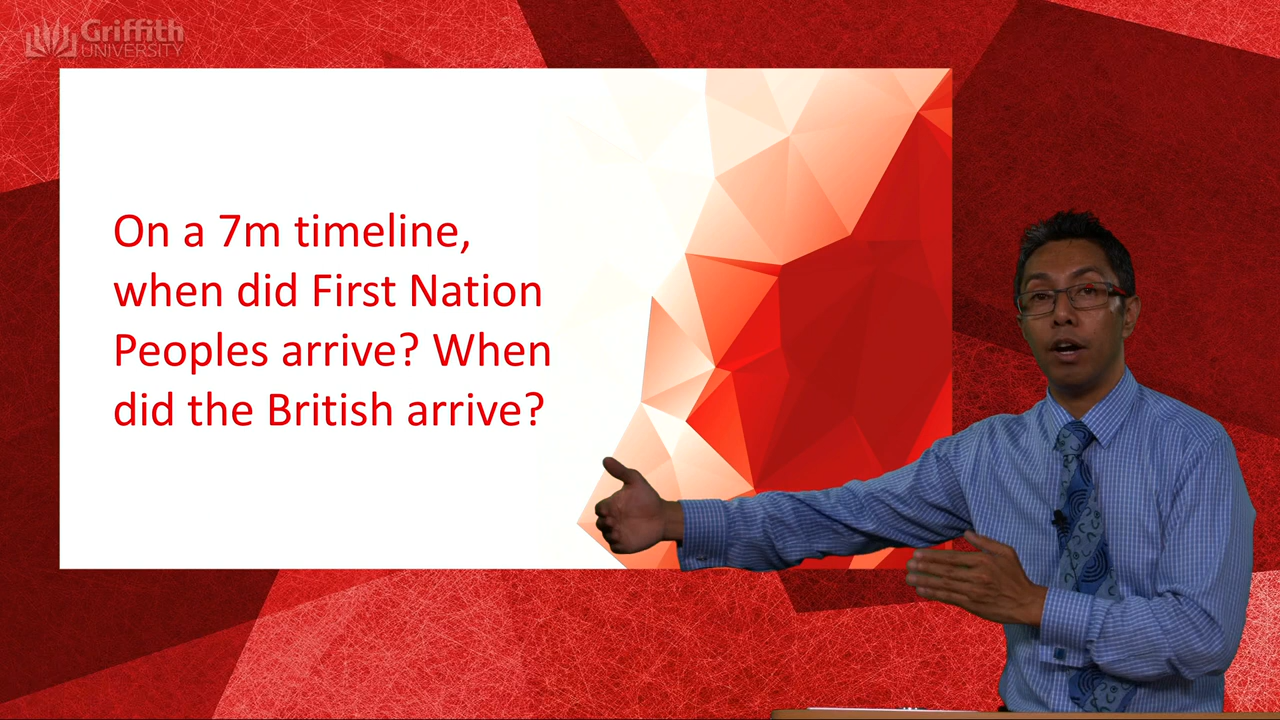 Griffith
UNIVERSITY
On a 7m timeline,
when did First Nation
Peoples arrive? When
did the British arrive?